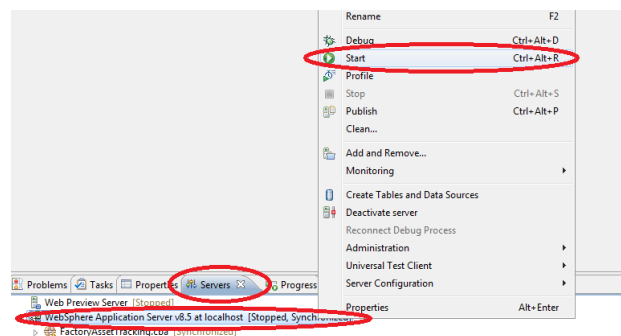 Rename F2
Debug Ctrl+Alt+D
Start Ctrl+Alt+R
Profile
Stop Ctrl+Alt+S
Publish Ctrl+Alt+P
Clean...
Add and Remove...
Monitoring
Create Tables and Data Sources
Deactivate server
Reconnect Debug Process
Administration
Universal Test Client
Server Configuration
Properties Alt+Enter
Problems Tasks Properties Servers Progress
Web Preview Server [Stopped]
WebSphere Application Server v8.5 at localhost [Stopped, Synchronized]
FactoryAssetTracking.cba [Synchronized]